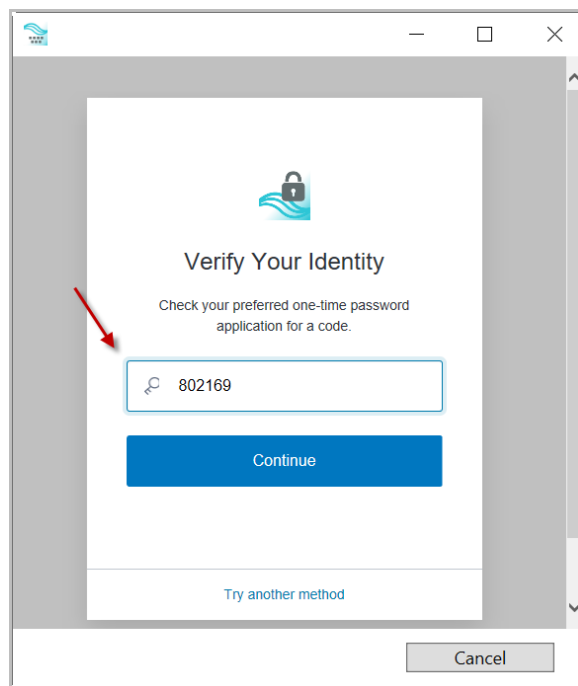 Verify Your Identity
Check your preferred one-time password
application for a code.
802169
Continue
Try another method
Cancel